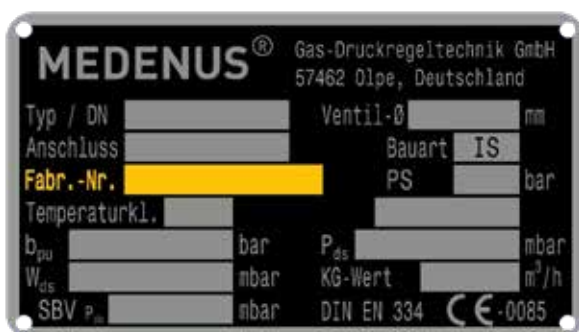 MEDENUS® Gas-Druckregeltechnik GmbH
57462 Olpe, Deutschland
Typ / DN Ventil-Ø mm
Anschluss Bauart IS
Fabr.-Nr. PS bar
Temperaturkl.
bpu bar Pds mbar
Wds mbar KG-Wert m³/h
SBV mbar DIN EN 334 CE-0085